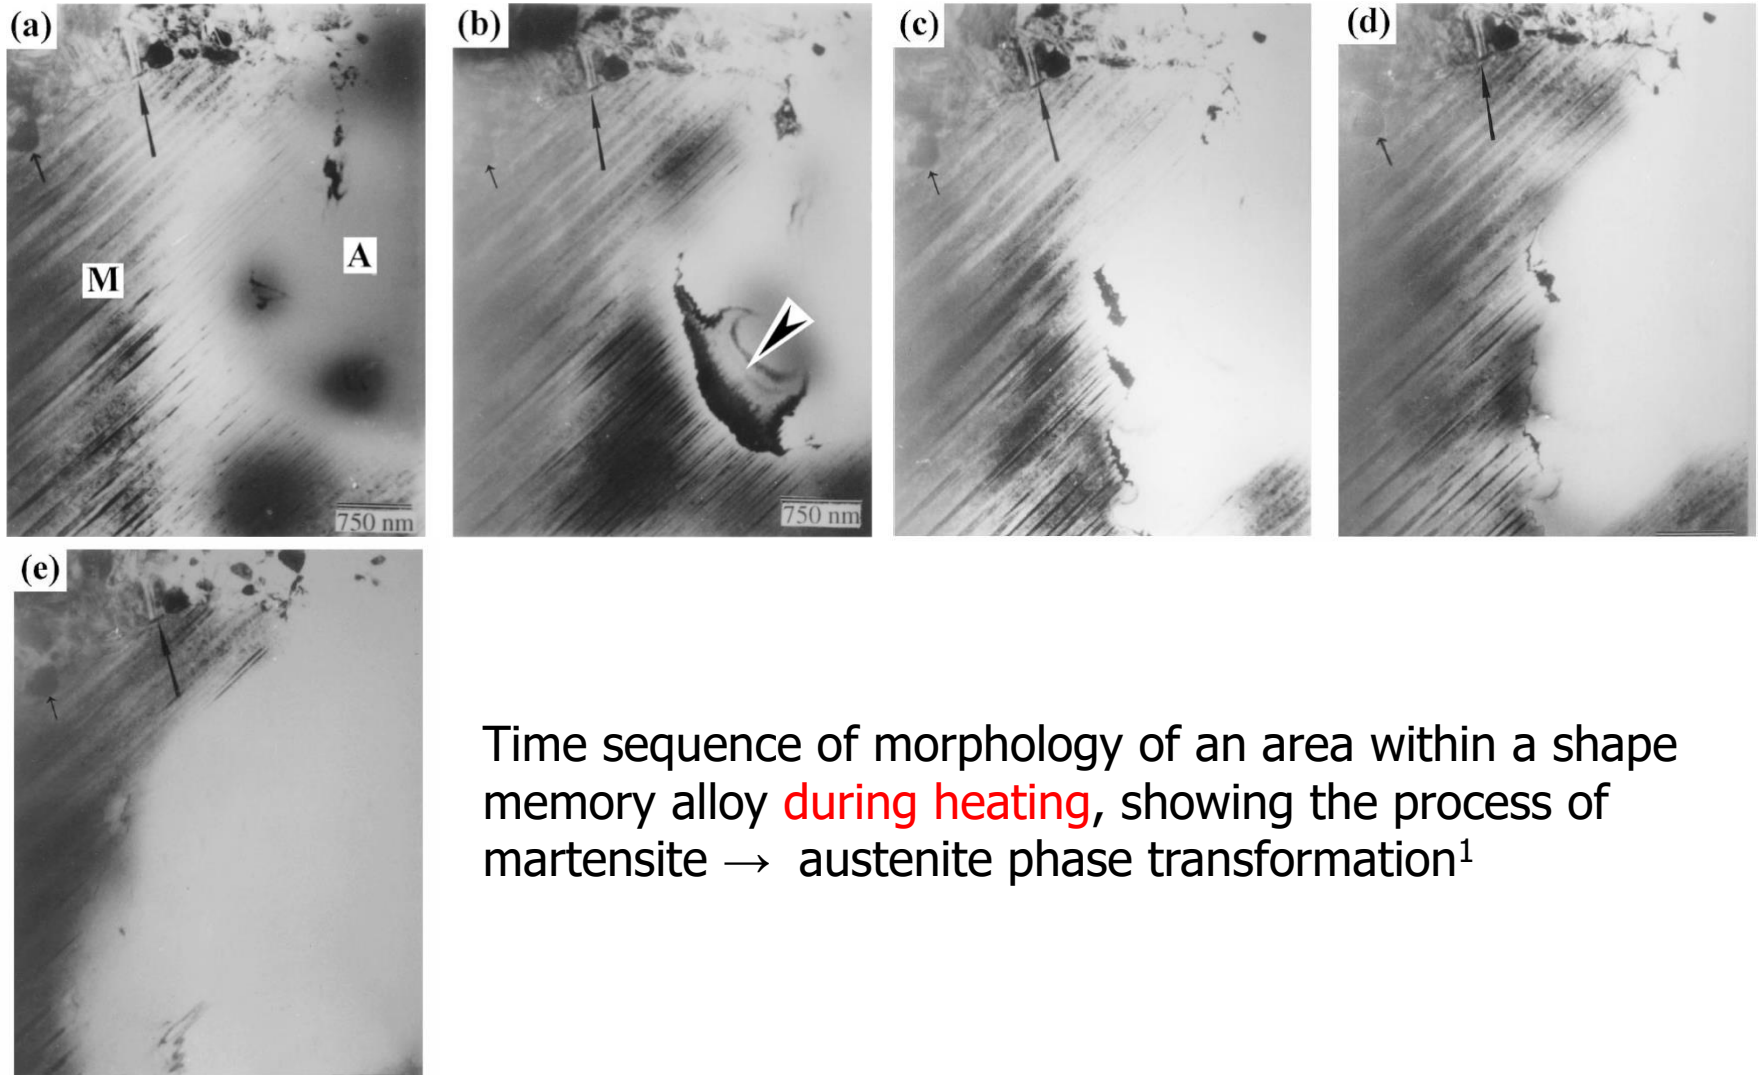 (a)
M
A
750 nm
(b)
750 nm
(c)
(d)
(e)
Time sequence of morphology of an area within a shape
memory alloy during heating, showing the process of
martensite → austenite phase transformation1